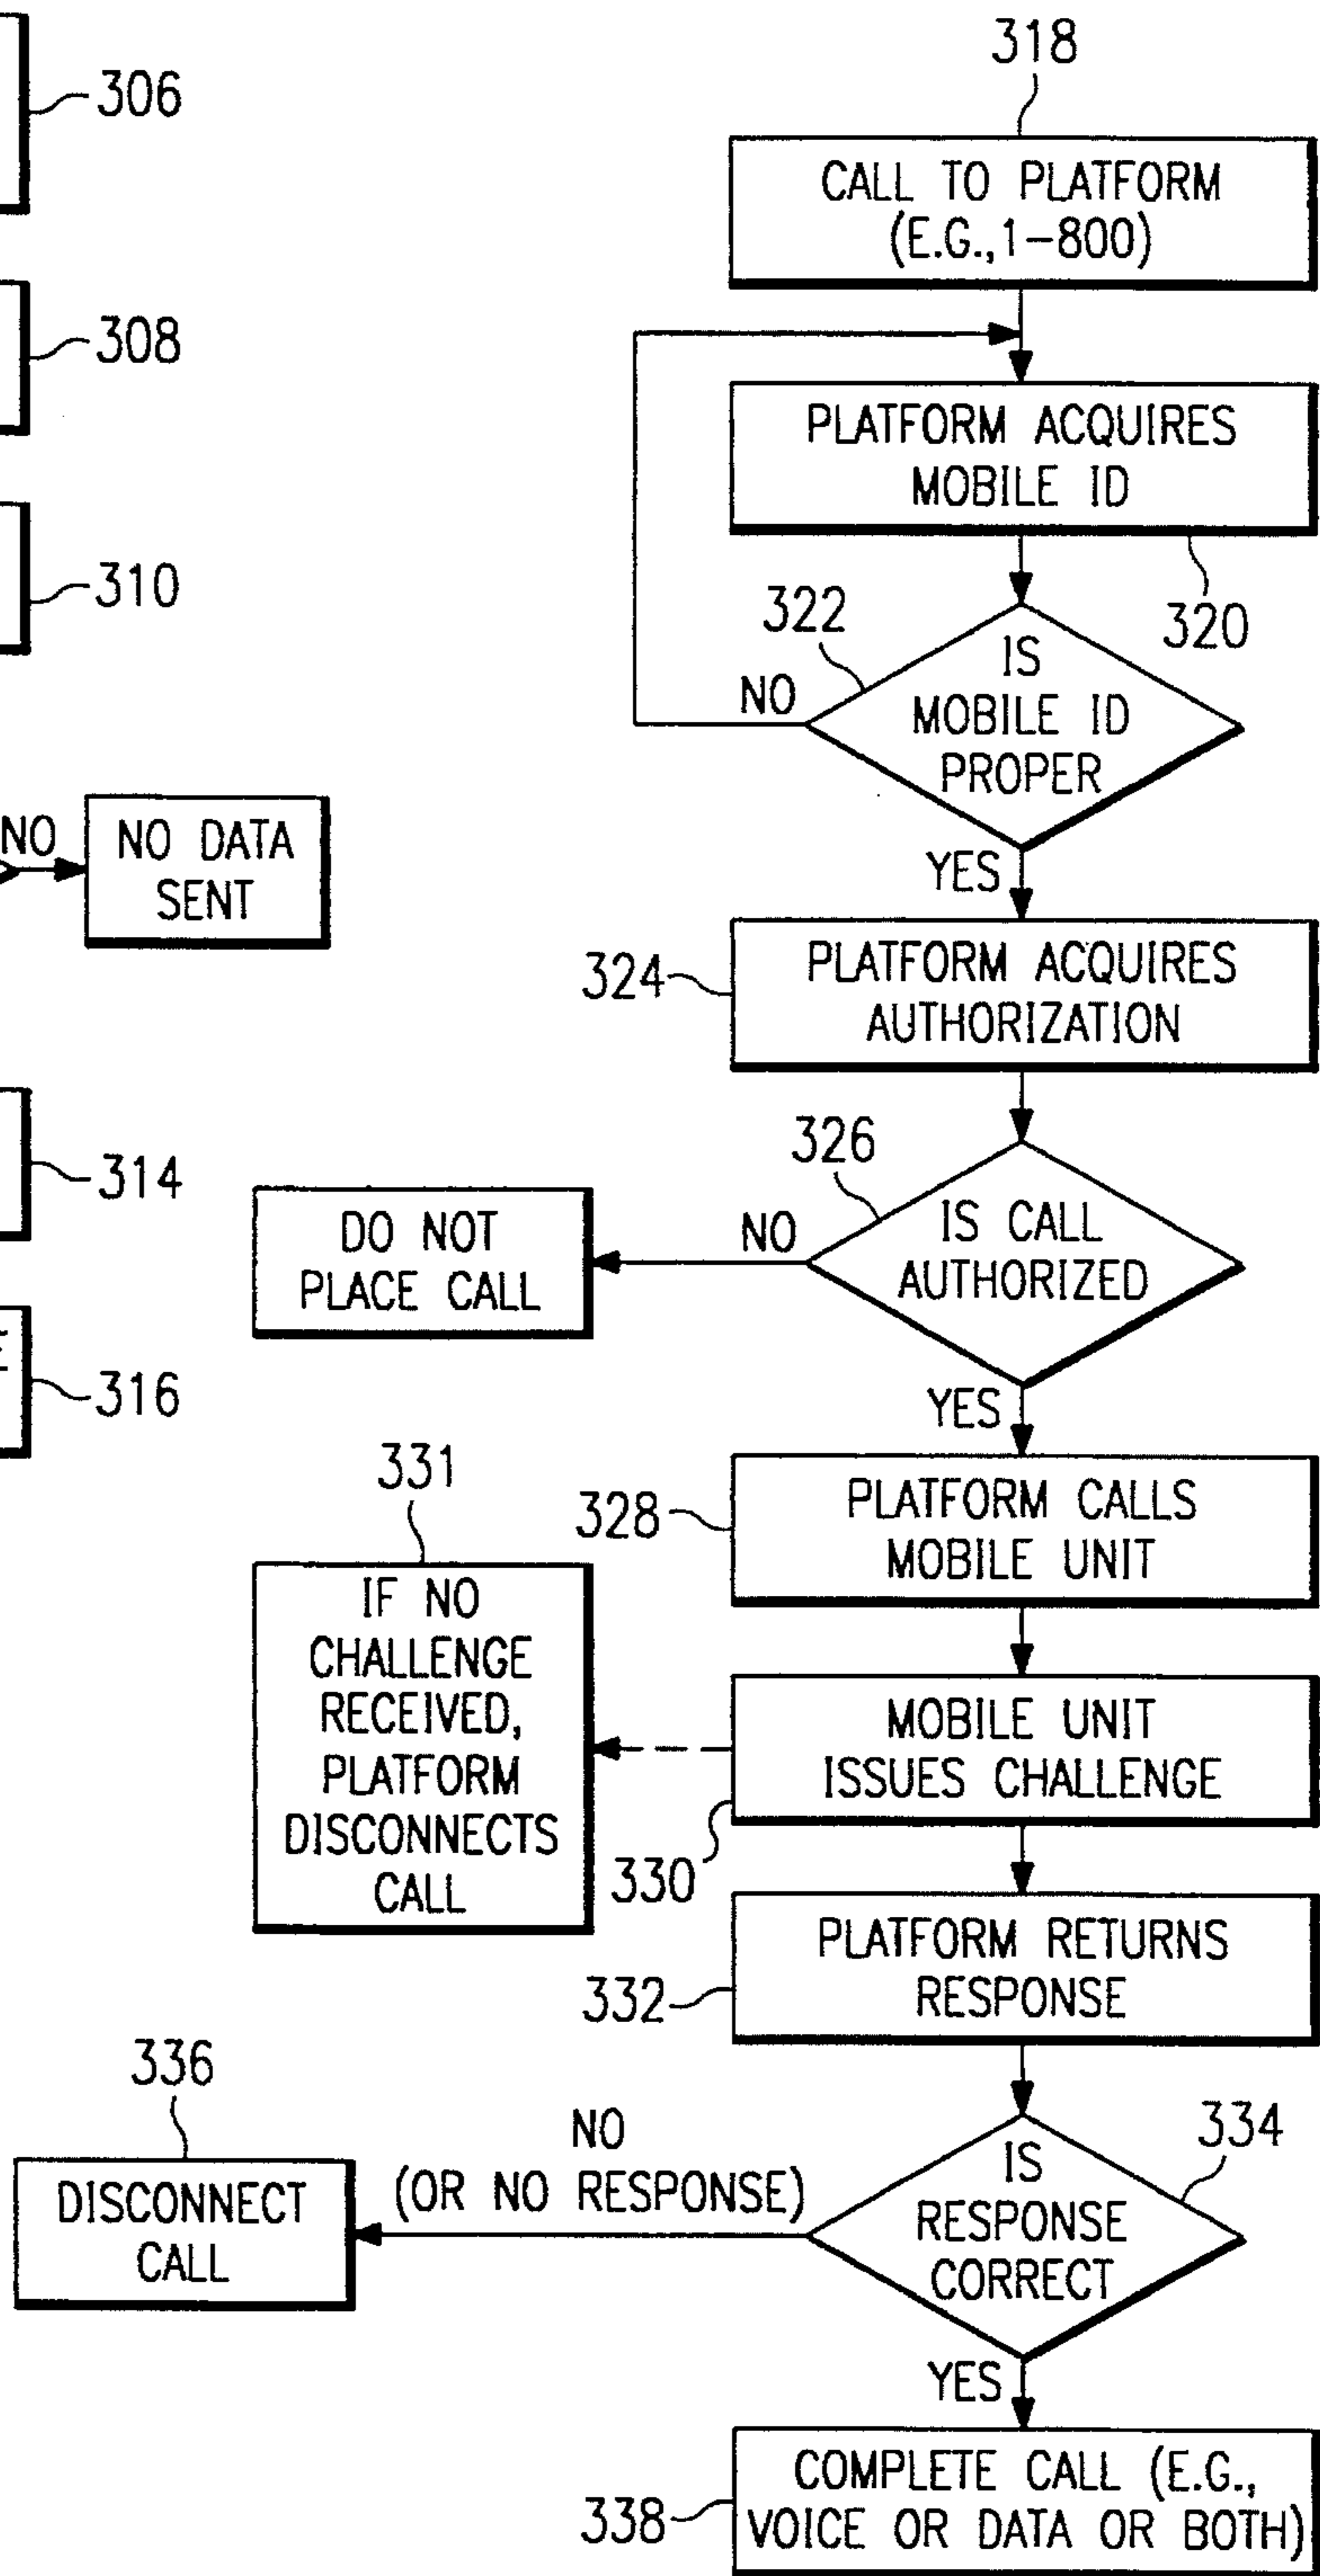 306
308
310
NO
NO DATA
SENT
314
316
318
CALL TO PLATFORM
(E.G.,1-800)
PLATFORM ACQUIRES
MOBILE ID
320
322
IS
MOBILE ID
PROPER
NO
YES
324
PLATFORM ACQUIRES
AUTHORIZATION
326
IS CALL
AUTHORIZED
NO
DO NOT
PLACE CALL
YES
328
PLATFORM CALLS
MOBILE UNIT
331
IF NO
CHALLENGE
RECEIVED,
PLATFORM
DISCONNECTS
CALL
MOBILE UNIT
ISSUES CHALLENGE
330
332
PLATFORM RETURNS
RESPONSE
334
IS
RESPONSE
CORRECT
NO
(OR NO RESPONSE)
336
DISCONNECT
CALL
YES
338
COMPLETE CALL (E.G.,
VOICE OR DATA OR BOTH)